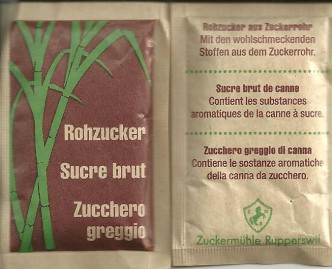 Rohzucker
Sucre brut
Zucchero
greggio
Rohzucker aus Zuckerrohr
Mit den wohlschmeckenden
Stoffen aus dem Zuckerrohr.
Sucre brut de canne
Contient les substances
aromatiques de la canne à sucre.
Zucchero greggio di canna
Contiene le sostanze aromatiche
della canna da zucchero.
Zuckermühle Rupperswil